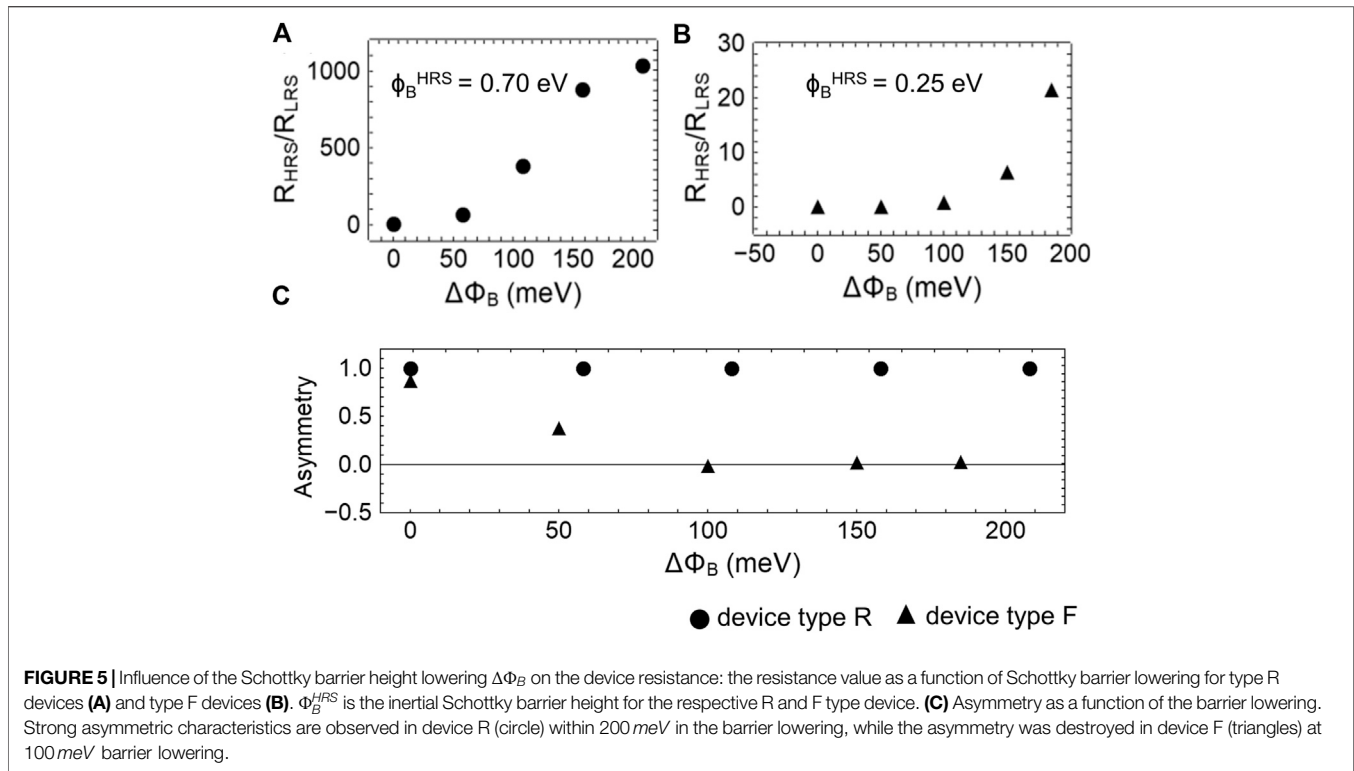 A
ϕ_B^HRS = 0.70 eV
R_HRS/R_LRS
1000
500
0
0 50 100 150 200
ΔΦ_B (meV)
B
ϕ_B^HRS = 0.25 eV
R_HRS/R_LRS
30
20
10
0
−50 0 50 100 150 200
ΔΦ_B (meV)
C
Asymmetry
1.0
0.5
0.0
−0.5
0 50 100 150 200
ΔΦ_B (meV)
device type R device type F
FIGURE 5 | Influence of the Schottky barrier height lowering ΔΦ_B on the device resistance: the resistance value as a function of Schottky barrier lowering for type R
devices (A) and type F devices (B). Φ_B^HRS is the inertial Schottky barrier height for the respective R and F type device. (C) Asymmetry as a function of the barrier lowering.
Strong asymmetric characteristics are observed in device R (circle) within 200 meV in the barrier lowering, while the asymmetry was destroyed in device F (triangles) at
100 meV barrier lowering.